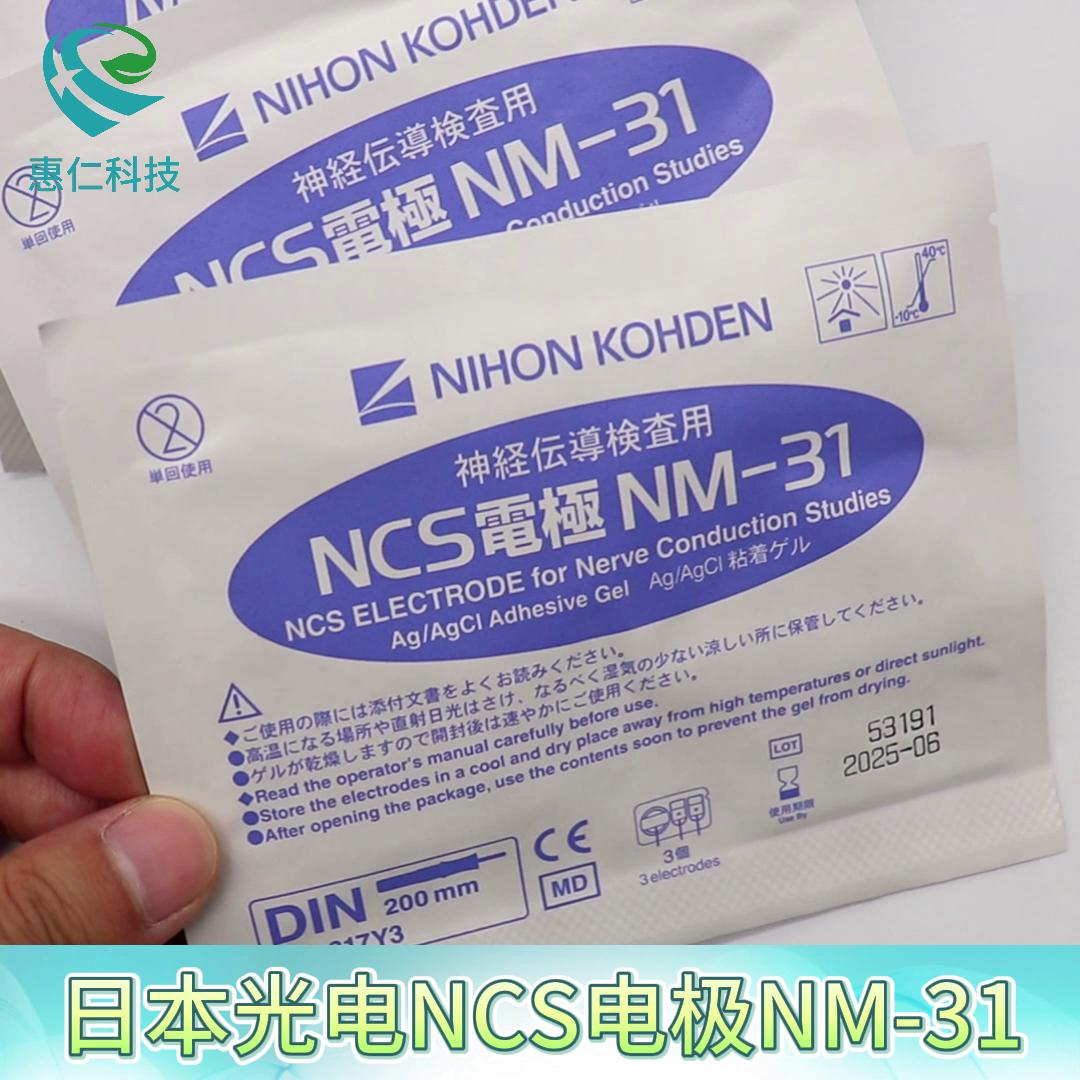 惠仁科技
NIHON KOHDEN
神経伝導検査用
NCS電極 NM-31
Conduction Studies
2
単回使用
NIHON KOHDEN
40℃
-10℃
2
単回使用
神経伝導検査用
NCS電極 NM-31
NCS ELECTRODE for Nerve Conduction Studies
Ag/AgCl Adhesive Gel Ag/AgCl 粘着ゲル
◆ご使用の際には添付文書をよくお読みください。
●高温になる場所や直射日光はさけ、なるべく湿気の少ない涼しい所に保管してください。
●ゲルが乾燥しますので開封後は速やかにご使用ください。
◆Read the operator's manual carefully before use.
●Store the electrodes in a cool and dry place away from high temperatures or direct sunlight.
●After opening the package, use the contents soon to prevent the gel from drying.
LOT 53191
2025-06
使用期限
Use By
3個
3 electrodes
CE
MD
DIN 200 mm
17Y3
日本光电NCS电极NM-31